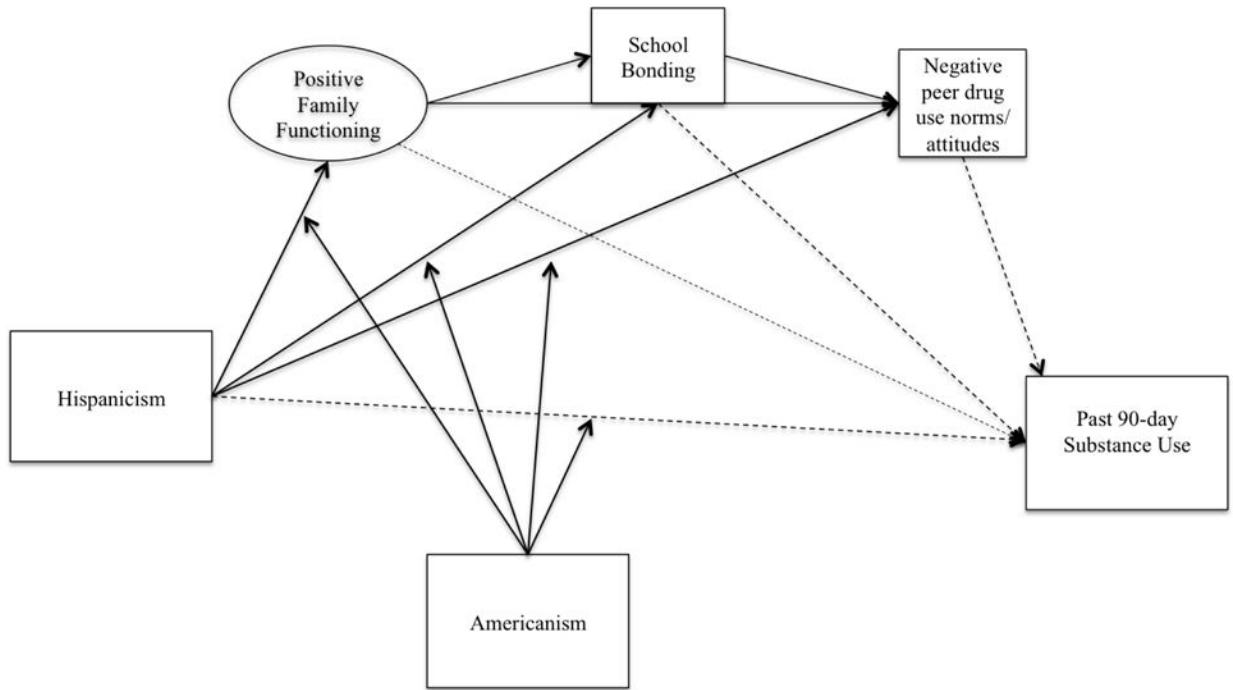 School
Bonding
Positive
Family
Functioning
Negative
peer drug
use norms/
attitudes
Hispanicism
Past 90-day
Substance Use
Americanism